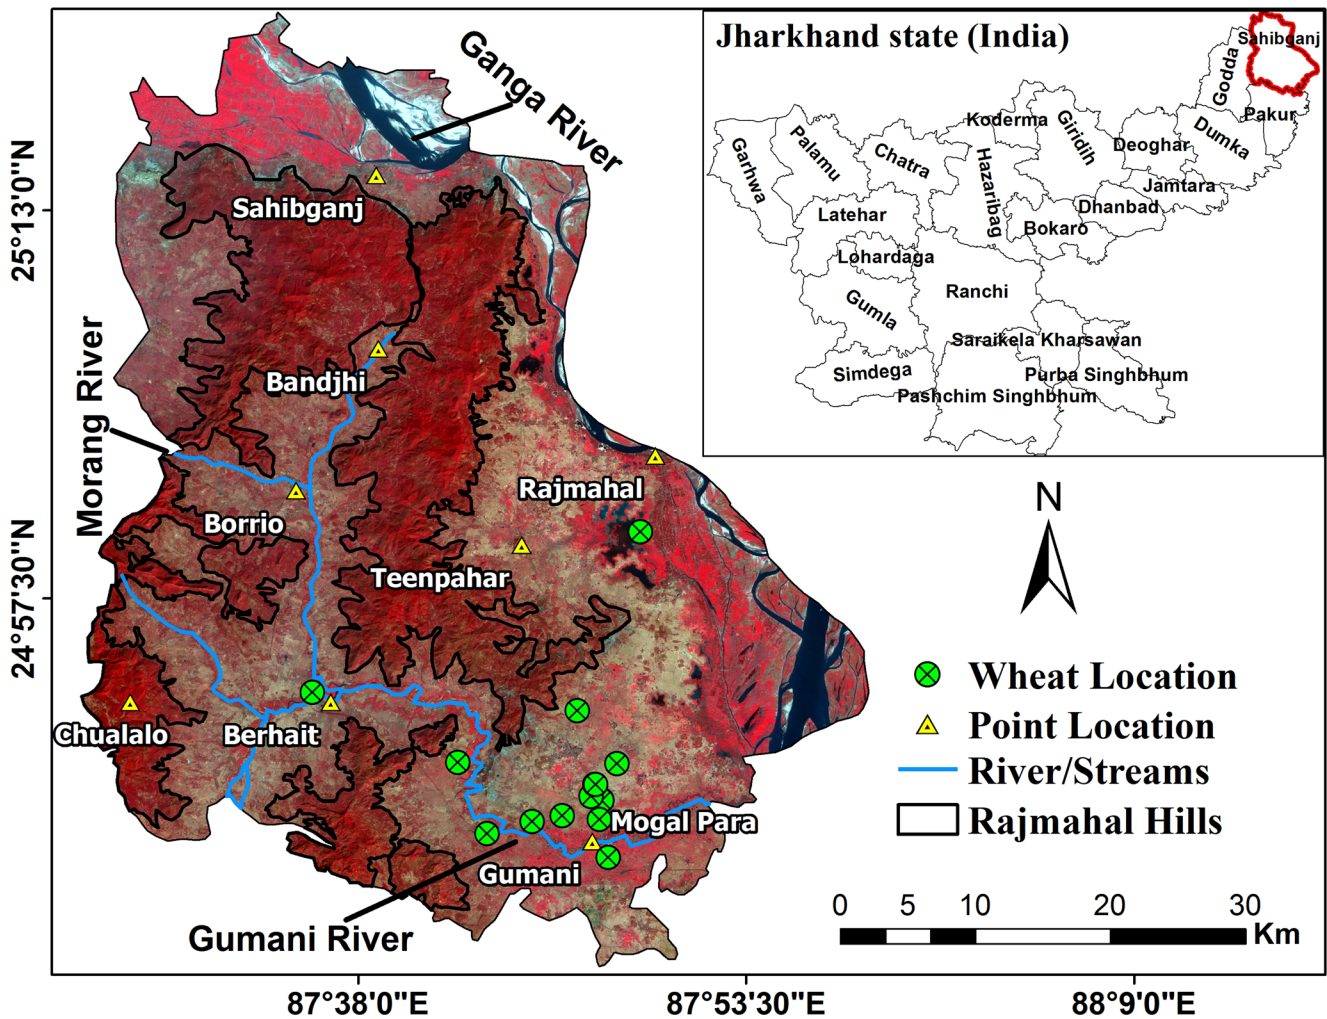 Jharkhand state (India)
Sahibganj
Godda
Pakur
Koderma
Giridih
Deoghar
Dumka
Garhwa
Palamu
Chatra
Hazaribag
Jamtara
Dhanbad
Latehar
Bokaro
Lohardaga
Ranchi
Gumla
Saraikela Kharsawan
Simdega
Purba Singhbhum
Pashchim Singhbhum
Ganga River
Sahibganj
Bandjhi
Morang River
Rajmahal
Borrio
Teenpahar
Chualalo
Berhait
Mogal Para
Gumani
Gumani River
N
Wheat Location
Point Location
River/Streams
Rajmahal Hills
0 5 10 20 30
Km
25°13'0"N
24°57'30"N
87°38'0"E 87°53'30"E 88°9'0"E